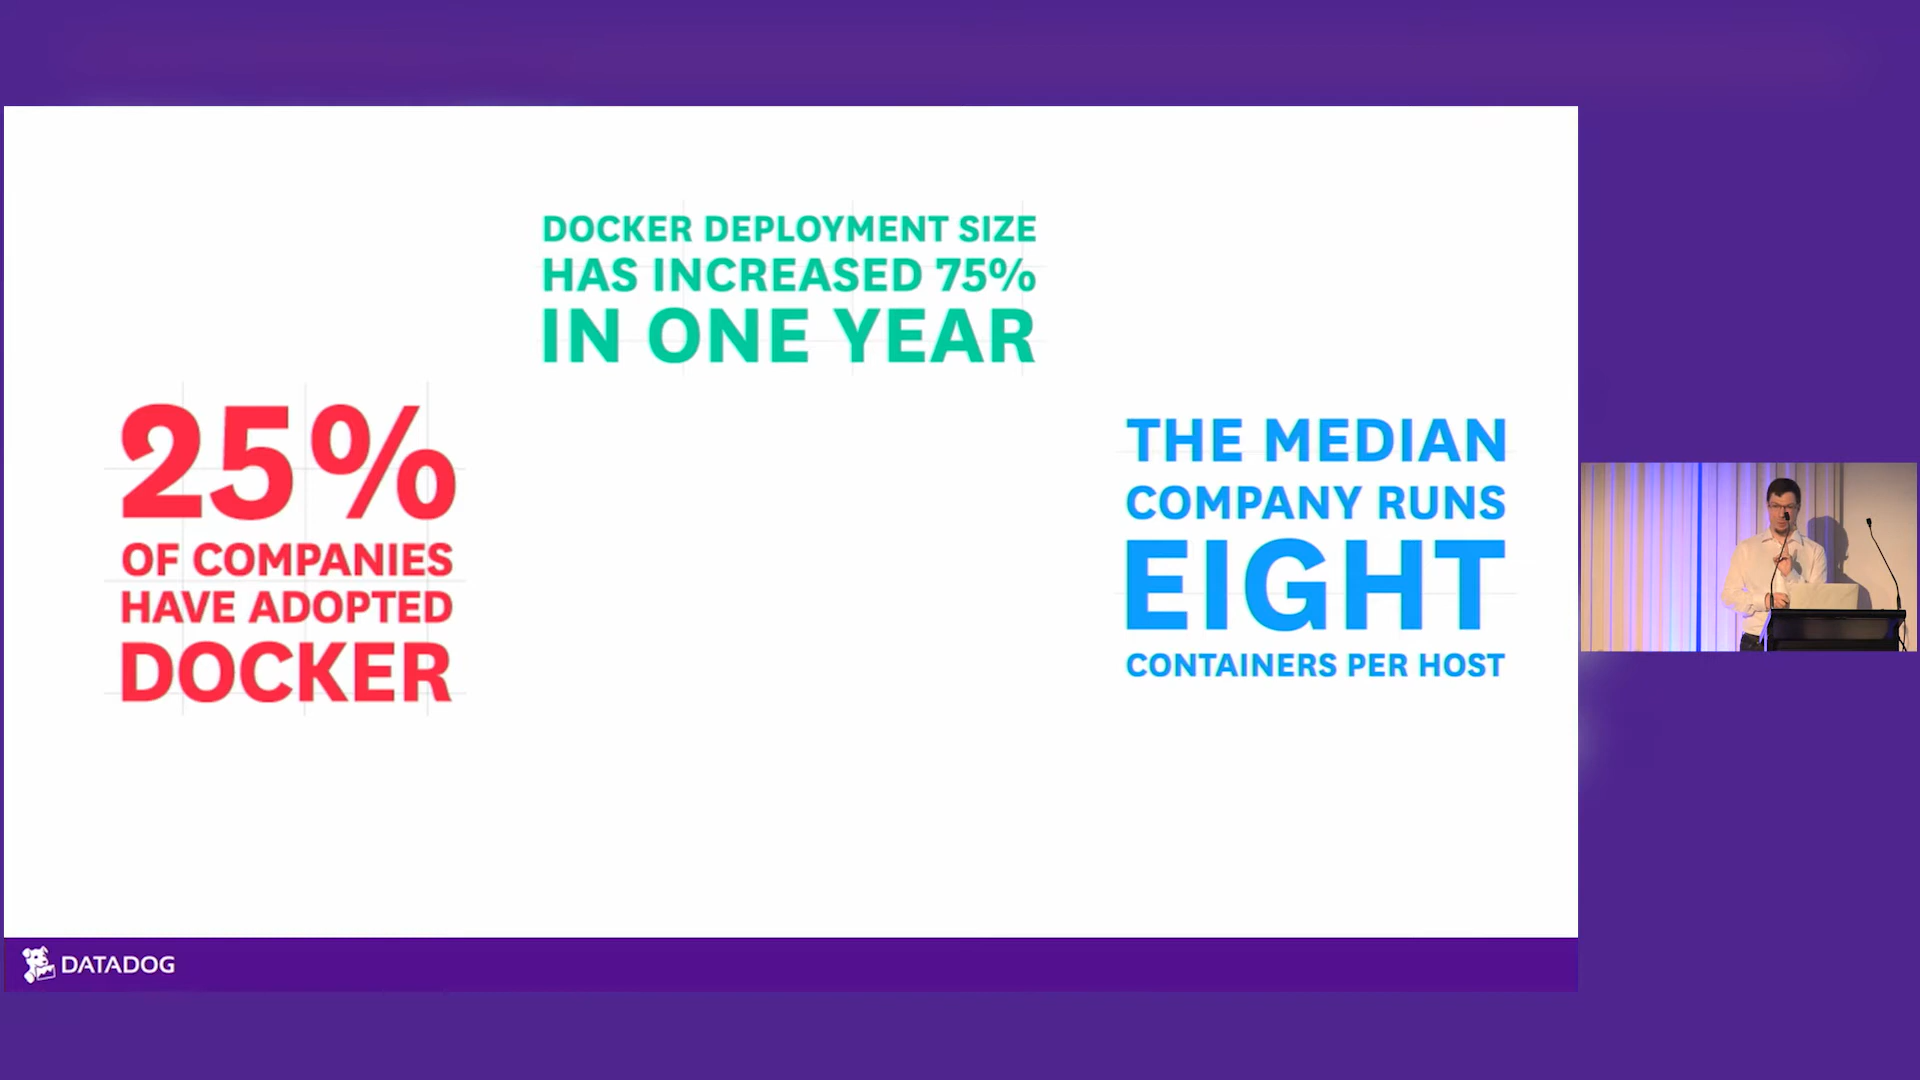 DOCKER DEPLOYMENT SIZE
HAS INCREASED 75%
IN ONE YEAR
25%
OF COMPANIES
HAVE ADOPTED
DOCKER
THE MEDIAN
COMPANY RUNS
EIGHT
CONTAINERS PER HOST
DATADOG